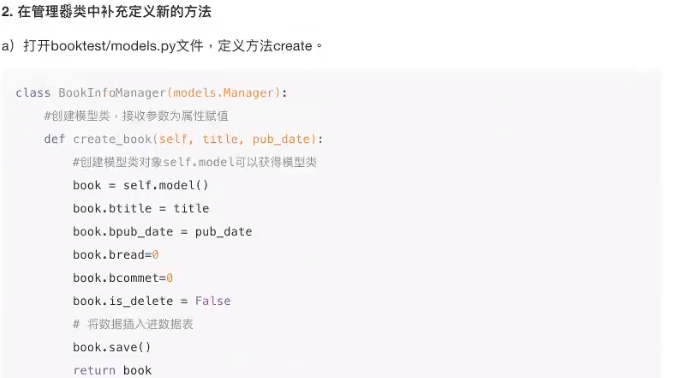 2. 在管理器类中补充定义新的方法
a）打开booktest/models.py文件，定义方法create。
class BookInfoManager(models.Manager):
    #创建模型类，接收参数为属性赋值
    def create_book(self, title, pub_date):
        #创建模型类对象self.model可以获得模型类
        book = self.model()
        book.btitle = title
        book.bpub_date = pub_date
        book.bread=0
        book.bcommet=0
        book.is_delete = False
        # 将数据插入进数据表
        book.save()
        return book